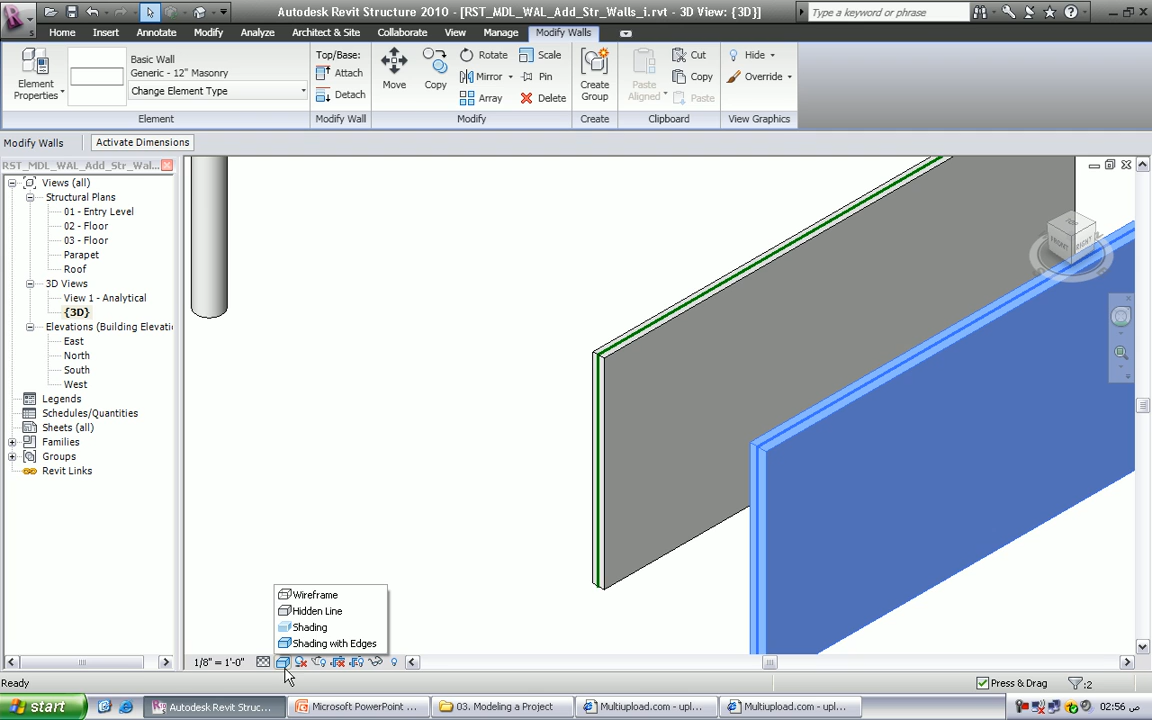 Autodesk Revit Structure 2010 - [RST_MDL_WAL_Add_Str_Walls_i.rvt - 3D View: {3D}]
Type a keyword or phrase
Home Insert Annotate Modify Analyze Architect & Site Collaborate View Manage Modify Walls
Element Properties
Basic Wall
Generic - 12" Masonry
Change Element Type
Element
Top/Base:
Attach
Detach
Modify Wall
Move
Copy
Rotate
Mirror
Array
Scale
Pin
Delete
Modify
Create Group
Create
Paste Aligned
Cut
Copy
Paste
Clipboard
Hide
Override
View Graphics
Modify Walls
Activate Dimensions
RST_MDL_WAL_Add_Str_Wal...
Views (all)
Structural Plans
01 - Entry Level
02 - Floor
03 - Floor
Parapet
Roof
3D Views
View 1 - Analytical
{3D}
Elevations (Building Elevati
East
North
South
West
Legends
Schedules/Quantities
Sheets (all)
Families
Groups
Revit Links
TOP
FRONT
RIGHT
Wireframe
Hidden Line
Shading
Shading with Edges
1/8" = 1'-0"
Ready
Press & Drag
:2
start
Autodesk Revit Struc...
Microsoft PowerPoint ...
03. Modeling a Project
Multiupload.com - upl...
Multiupload.com - upl...
02:56 ص